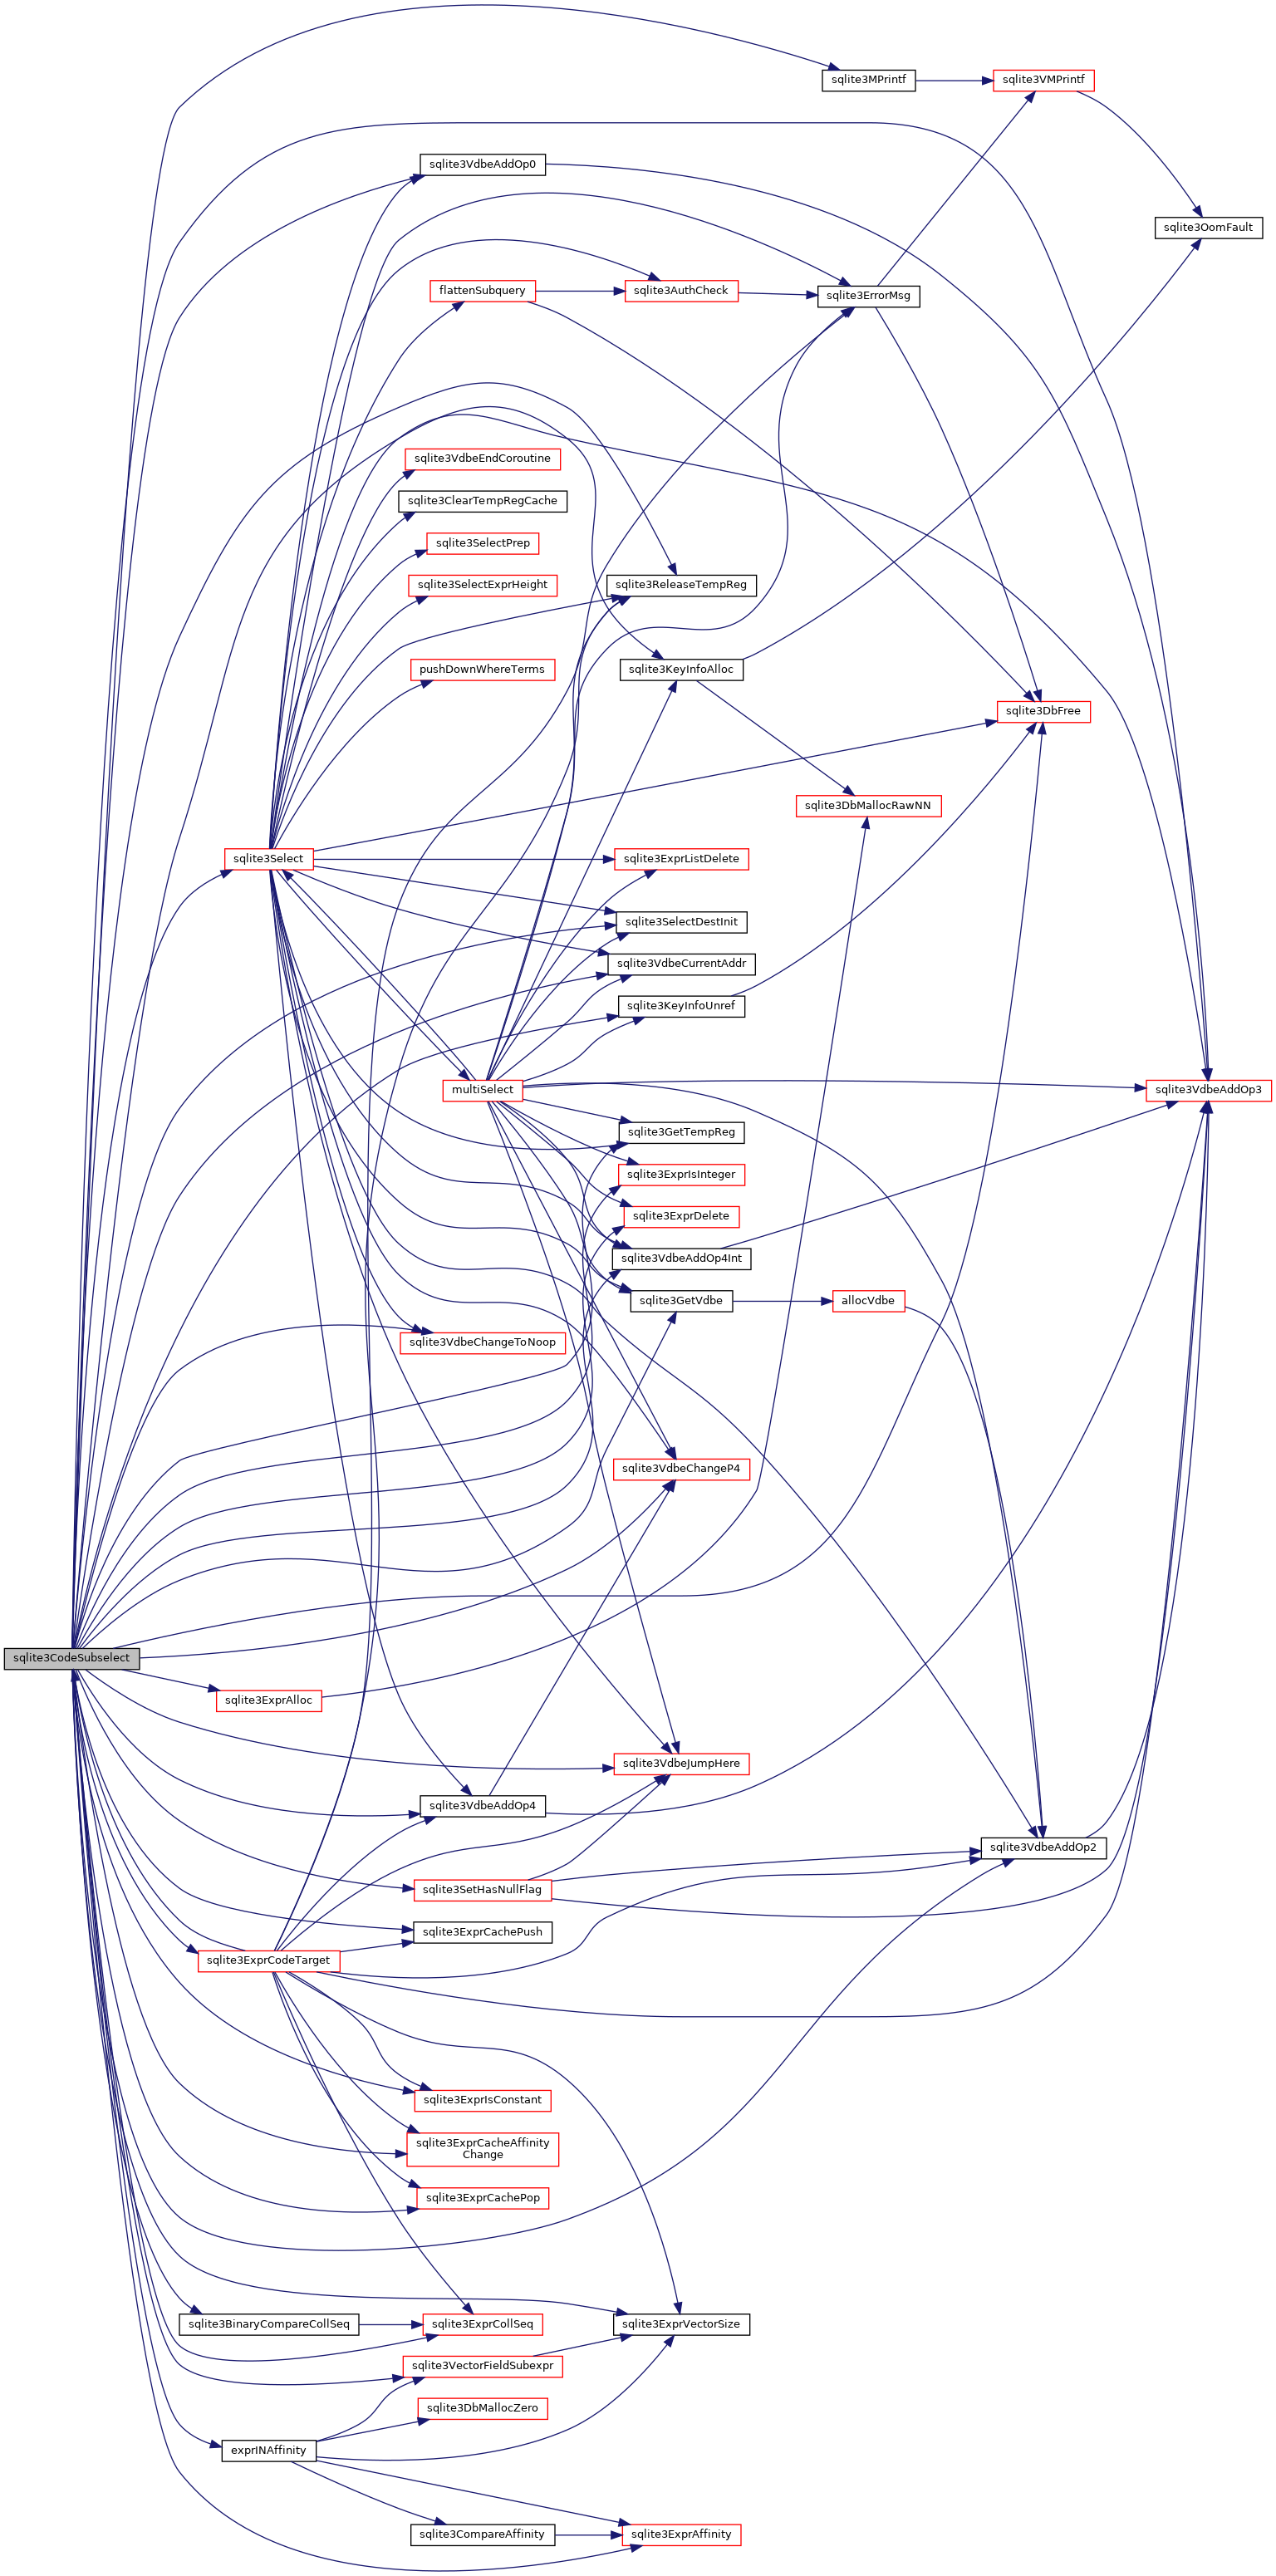 sqlite3MPrintf
sqlite3VMPrintf
sqlite3VdbeAddOp0
sqlite3OomFault
flattenSubquery
sqlite3AuthCheck
sqlite3ErrorMsg
sqlite3VdbeEndCoroutine
sqlite3ClearTempRegCache
sqlite3SelectPrep
sqlite3SelectExprHeight
sqlite3ReleaseTempReg
pushDownWhereTerms
sqlite3KeyInfoAlloc
sqlite3DbFree
sqlite3DbMallocRawNN
sqlite3Select
sqlite3ExprListDelete
sqlite3SelectDestInit
sqlite3VdbeCurrentAddr
sqlite3KeyInfoUnref
multiSelect
sqlite3VdbeAddOp3
sqlite3GetTempReg
sqlite3ExprIsInteger
sqlite3ExprDelete
sqlite3VdbeAddOp4Int
sqlite3GetVdbe
allocVdbe
sqlite3VdbeChangeToNoop
sqlite3VdbeChangeP4
sqlite3CodeSubselect
sqlite3ExprAlloc
sqlite3VdbeJumpHere
sqlite3VdbeAddOp4
sqlite3VdbeAddOp2
sqlite3SetHasNullFlag
sqlite3ExprCachePush
sqlite3ExprCodeTarget
sqlite3ExprIsConstant
sqlite3ExprCacheAffinity
Change
sqlite3ExprCachePop
sqlite3BinaryCompareCollSeq
sqlite3ExprCollSeq
sqlite3ExprVectorSize
sqlite3VectorFieldSubexpr
sqlite3DbMallocZero
exprINAffinity
sqlite3CompareAffinity
sqlite3ExprAffinity